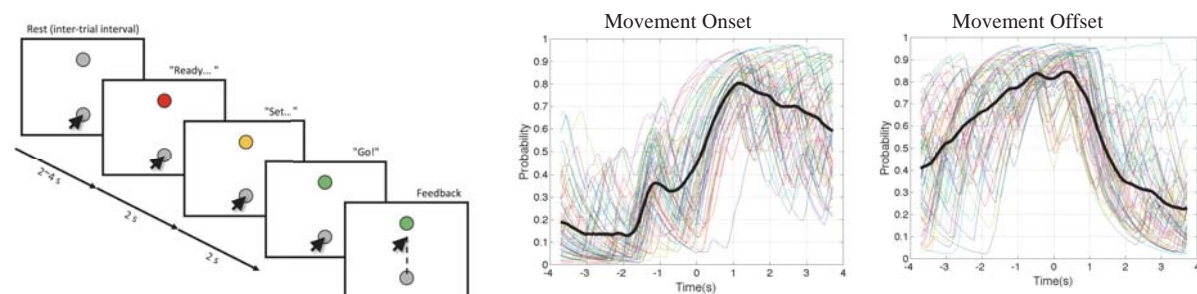 Rest (inter-trial interval)
"Ready... "
"Set..."
"Go!"
Feedback
2~4 s
2 s
2 s
Movement Onset
Probability
1
0.9
0.8
0.7
0.6
0.5
0.4
0.3
0.2
0.1
0
-4 -3 -2 -1 0 1 2 3 4
Time(s)
Movement Offset
Probability
1
0.9
0.8
0.7
0.6
0.5
0.4
0.3
0.2
0.1
0
-4 -3 -2 -1 0 1 2 3 4
Time(s)